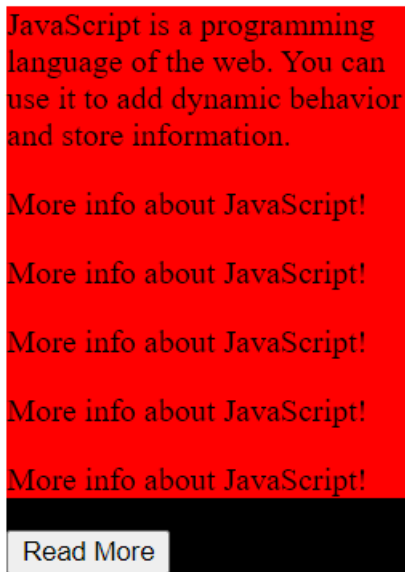 JavaScript is a programming
language of the web. You can
use it to add dynamic behavior
and store information.
More info about JavaScript!
More info about JavaScript!
More info about JavaScript!
More info about JavaScript!
More info about JavaScript!
Read More